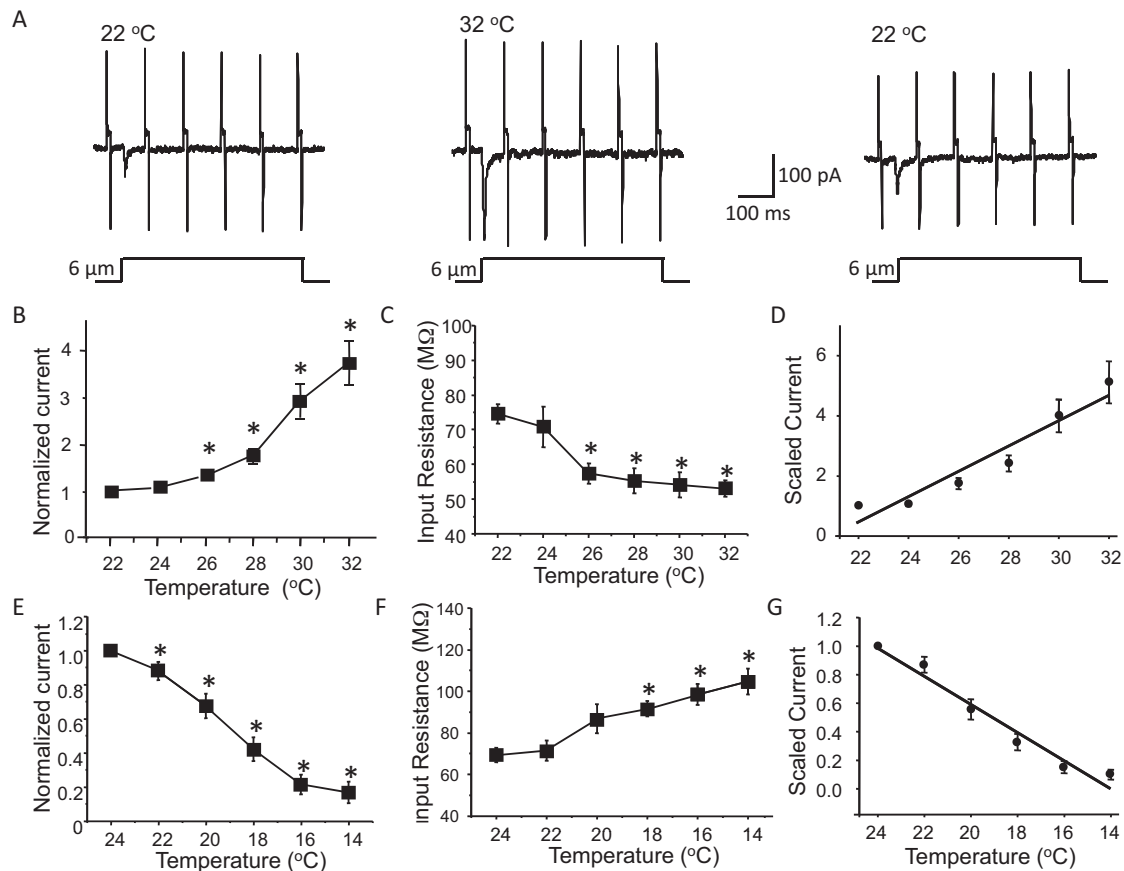 A
22 °C
32 °C
22 °C
100 pA
100 ms
6 µm
6 µm
6 µm
B
Normalized current
4
3
2
1
0
22 24 26 28 30 32
Temperature (°C)
* * * *
C
Input Resistance (MΩ)
100
90
80
70
60
50
40
22 24 26 28 30 32
Temperature (°C)
* * * *
D
Scaled Current
6
4
2
0
22 24 26 28 30 32
Temperature (°C)
E
Normalized current
1.2
1.0
0.8
0.6
0.4
0.2
0
24 22 20 18 16 14
Temperature (°C)
* * * * *
F
Input Resistance (MΩ)
140
120
100
80
60
40
24 22 20 18 16 14
Temperature (°C)
* * *
G
Scaled Current
1.2
1.0
0.8
0.6
0.4
0.2
0.0
24 22 20 18 16 14
Temperature (°C)